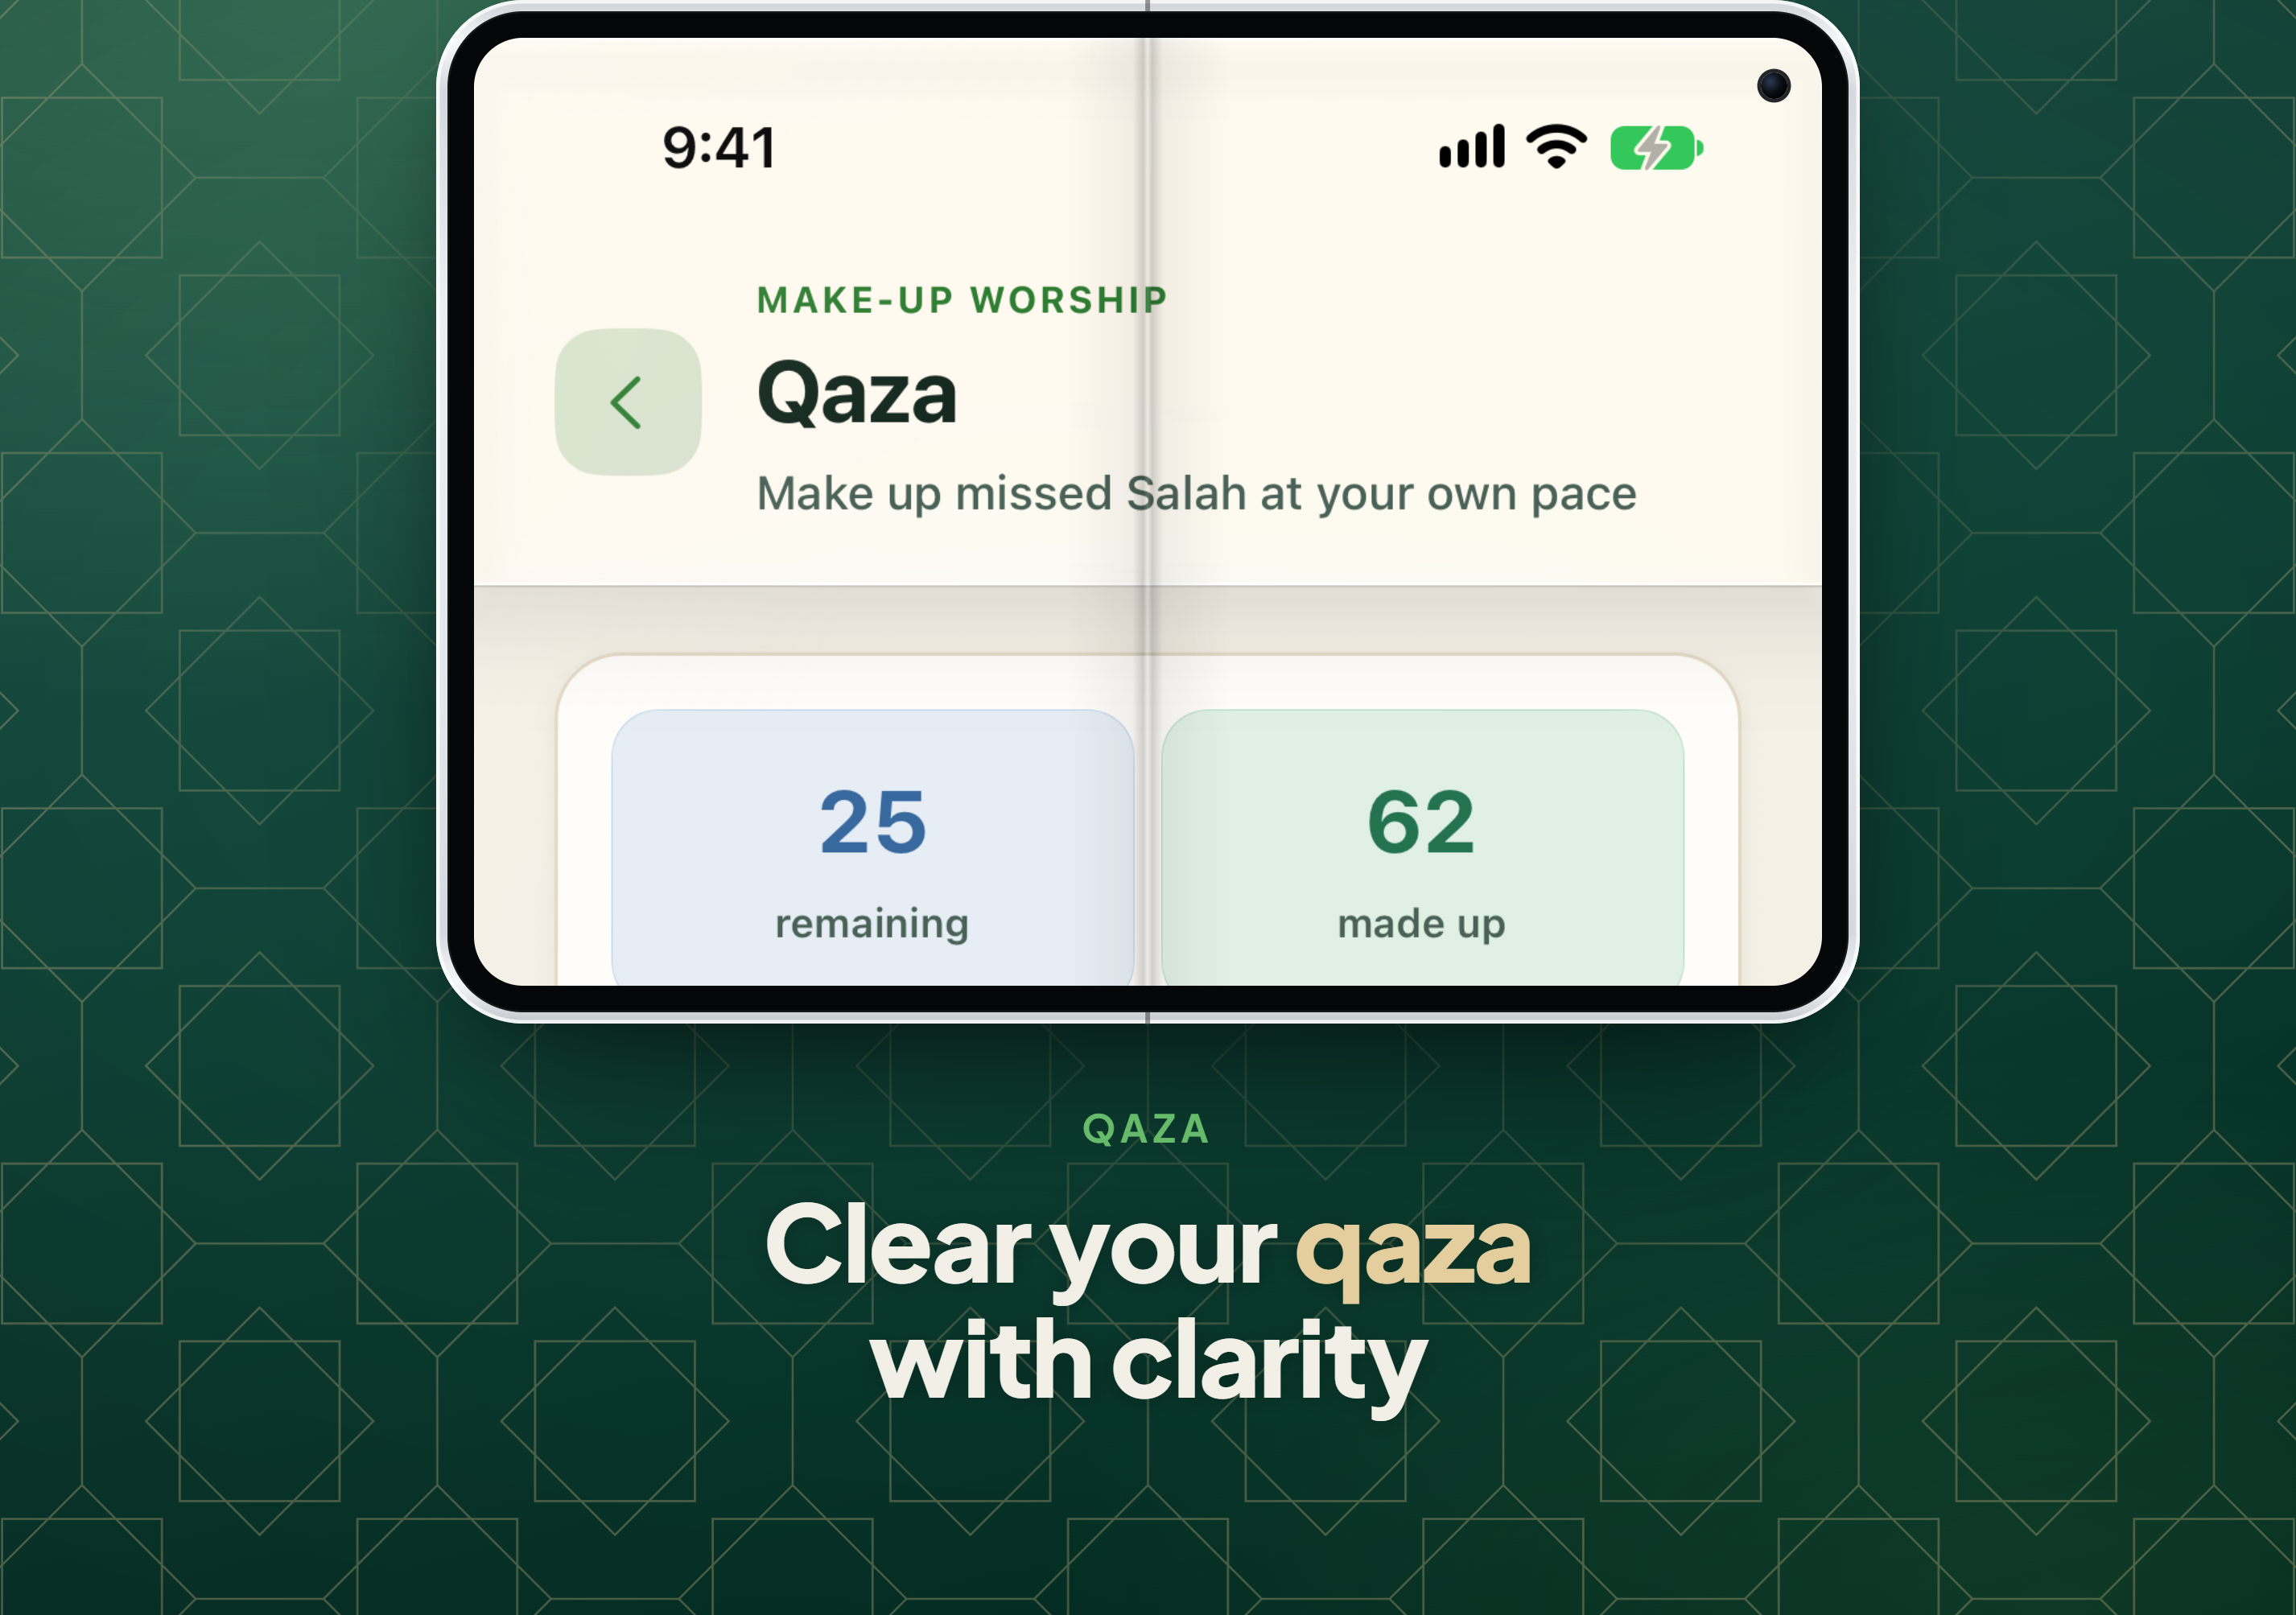 9:41
MAKE-UP WORSHIP
Qaza
Make up missed Salah at your own pace
25
62
remaining
made up
QAZA
Clear your qaza
with clarity